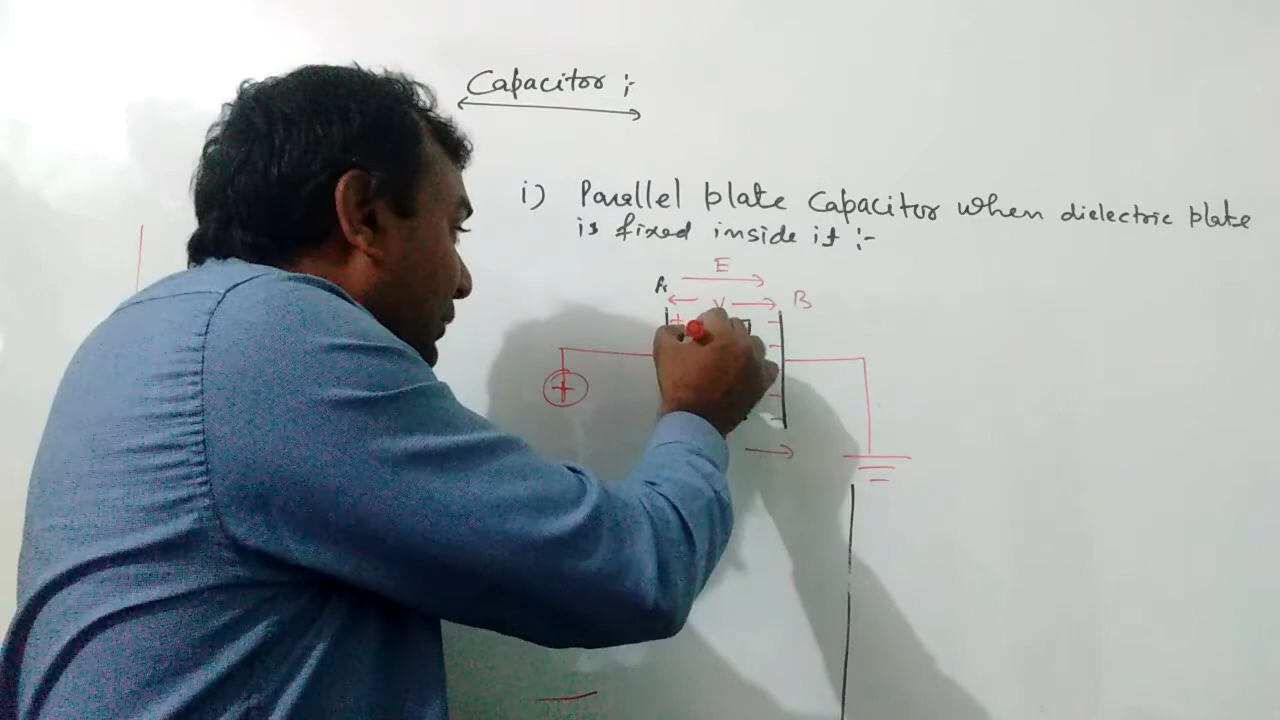 Capacitor :-
i) Parallel plate Capacitor when dielectric plate
is fixed inside it :-
E
V
B
+
+